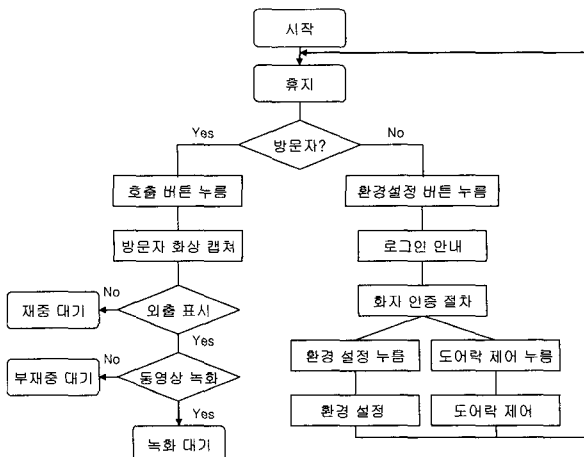 시작
휴지
방문자?
Yes
No
호출 버튼 누름
환경설정 버튼 누름
방문자 화상 캡쳐
로그인 안내
외출 표시
No
재중 대기
화자 인증 절차
Yes
동영상 녹화
No
부재중 대기
환경 설정 누름
도어락 제어 누름
Yes
환경 설정
도어락 제어
녹화 대기